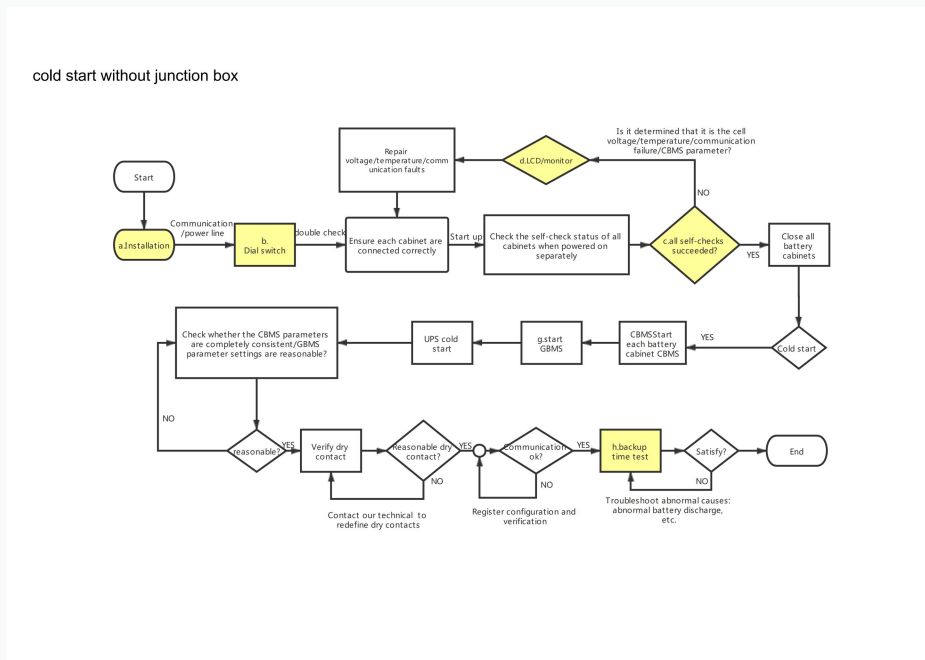 cold start without junction box
Is it determined that it is the cell
voltage/temperature/communication
failure/CBMS parameter?
Repair
voltage/temperature/comm
unication faults
d.LCD/monitor
Start
NO
Communication
/power line
a.Installation
b.
Dial switch
double check
Ensure each cabinet are
connected correctly
Start up
Check the self-check status of all
cabinets when powered on
separately
c.all self-checks
succeeded?
YES
Close all
battery
cabinets
Check whether the CBMS parameters
are completely consistent/GBMS
parameter settings are reasonable?
UPS cold
start
g.start
GBMS
CBMSStart
each battery
cabinet CBMS
YES
Cold start
NO
reasonable?
YES
Verify dry
contact
Reasonable dry
contact?
YES
NO
Communication
ok?
YES
NO
h.backup
time test
Satisfy?
NO
End
Contact our technical to
redefine dry contacts
Register configuration and
verification
Troubleshoot abnormal causes:
abnormal battery discharge,
etc.